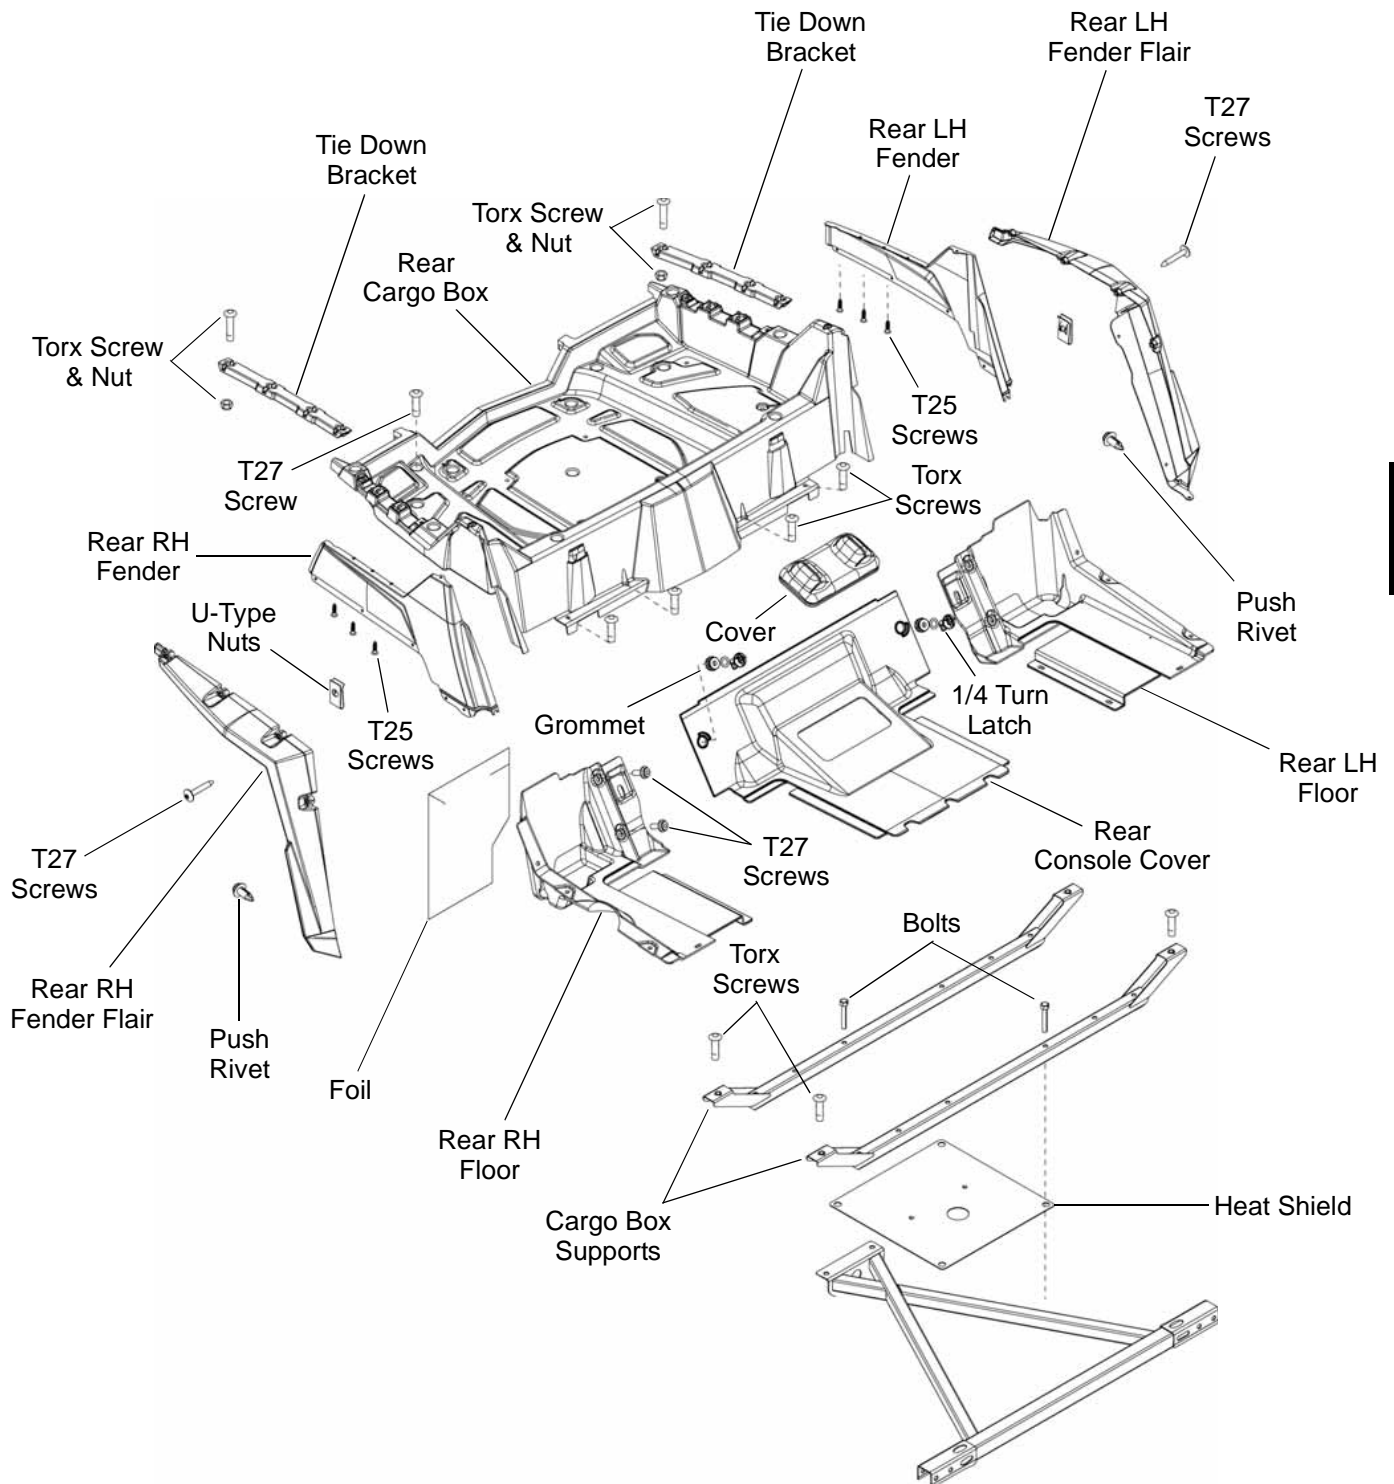 Tie Down
Bracket
Rear LH
Fender Flair
T27
Screws
Rear LH
Fender
Tie Down
Bracket
Torx Screw
& Nut
Rear
Cargo Box
Torx Screw
& Nut
T25
Screws
T27
Screw
Torx
Screws
Rear RH
Fender
U-Type
Nuts
Cover
Push
Rivet
1/4 Turn
Latch
Grommet
T25
Screws
Rear LH
Floor
Rear
Console Cover
T27
Screws
T27
Screws
Bolts
Torx
Screws
Rear RH
Fender Flair
Push
Rivet
Foil
Rear RH
Floor
Cargo Box
Supports
Heat Shield